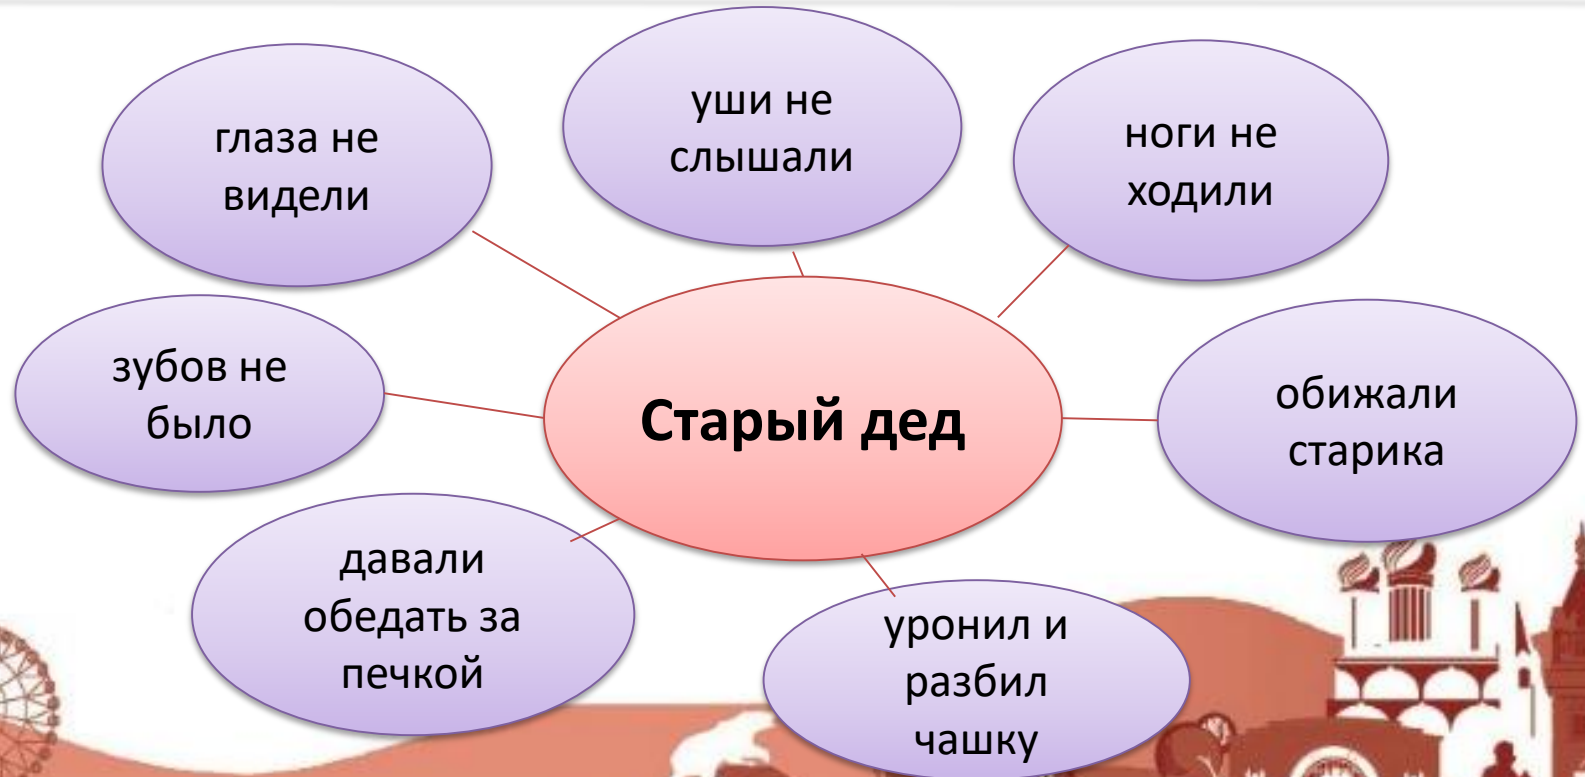 глаза не
видели
уши не
слышали
ноги не
ходили
зубов не
было
Старый дед
обижали
старика
давали
обедать за
печкой
уронил и
разбил
чашку